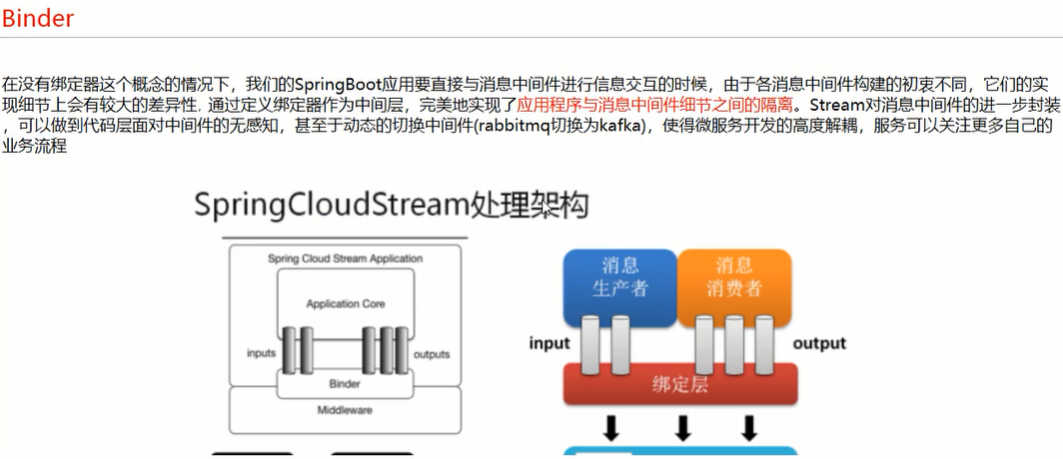 Binder
在没有绑定器这个概念的情况下，我们的SpringBoot应用要直接与消息中间件进行信息交互的时候，由于各消息中间件构建的初衷不同，它们的实
现细节上会有较大的差异性. 通过定义绑定器作为中间层，完美地实现了应用程序与消息中间件细节之间的隔离。Stream对消息中间件的进一步封装
，可以做到代码层面对中间件的无感知，甚至于动态的切换中间件(rabbitmq切换为kafka)，使得微服务开发的高度解耦，服务可以关注更多自己的
业务流程
SpringCloudStream处理架构
Spring Cloud Stream Application
Application Core
inputs
outputs
Binder
Middleware
消息
生产者
消息
消费者
input
output
绑定层